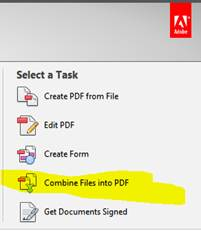 Adobe
Select a Task
Create PDF from File
Edit PDF
Create Form
Combine Files into PDF
Get Documents Signed